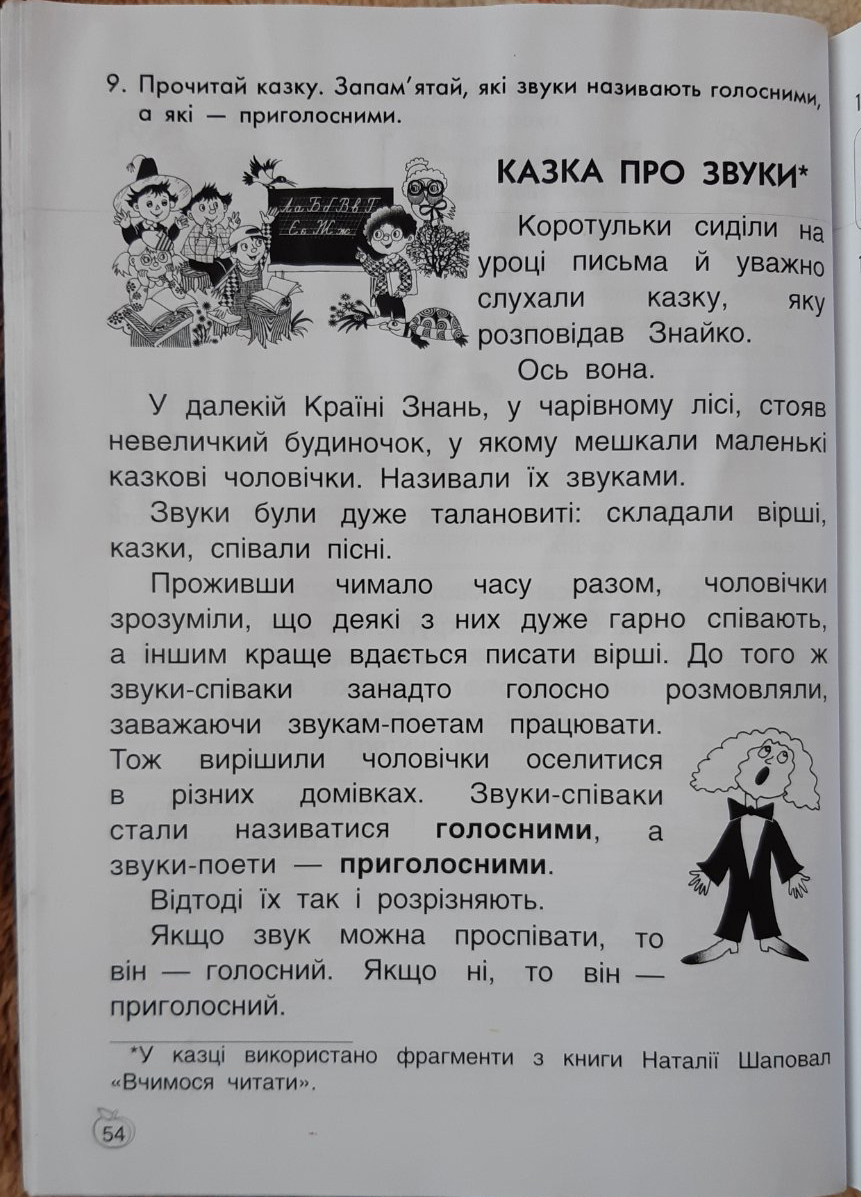 9. Прочитай казку. Запам'ятай, які звуки називають голосними,
а які — приголосними.
КАЗКА ПРО ЗВУКИ*
Аа Бб Вв Г
Єє Жж
Коротульки сиділи на
уроці письма й уважно
слухали казку, яку
розповідав Знайко.
Ось вона.
У далекій Країні Знань, у чарівному лісі, стояв
невеличкий будиночок, у якому мешкали маленькі
казкові чоловічки. Називали їх звуками.
Звуки були дуже талановиті: складали вірші,
казки, співали пісні.
Проживши чимало часу разом, чоловічки
зрозуміли, що деякі з них дуже гарно співають,
а іншим краще вдається писати вірші. До того ж
звуки-співаки занадто голосно розмовляли,
заважаючи звукам-поетам працювати.
Тож вирішили чоловічки оселитися
в різних домівках. Звуки-співаки
стали називатися голосними, а
звуки-поети — приголосними.
Відтоді їх так і розрізняють.
Якщо звук можна проспівати, то
він — голосний. Якщо ні, то він —
приголосний.
*У казці використано фрагменти з книги Наталії Шаповал
«Вчимося читати».
54